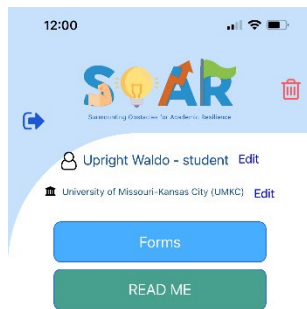 12:00
SOAR
Surmounting Obstacles for Academic Resilience
Upright Waldo - student Edit
University of Missouri-Kansas City (UMKC) Edit
Forms
READ ME